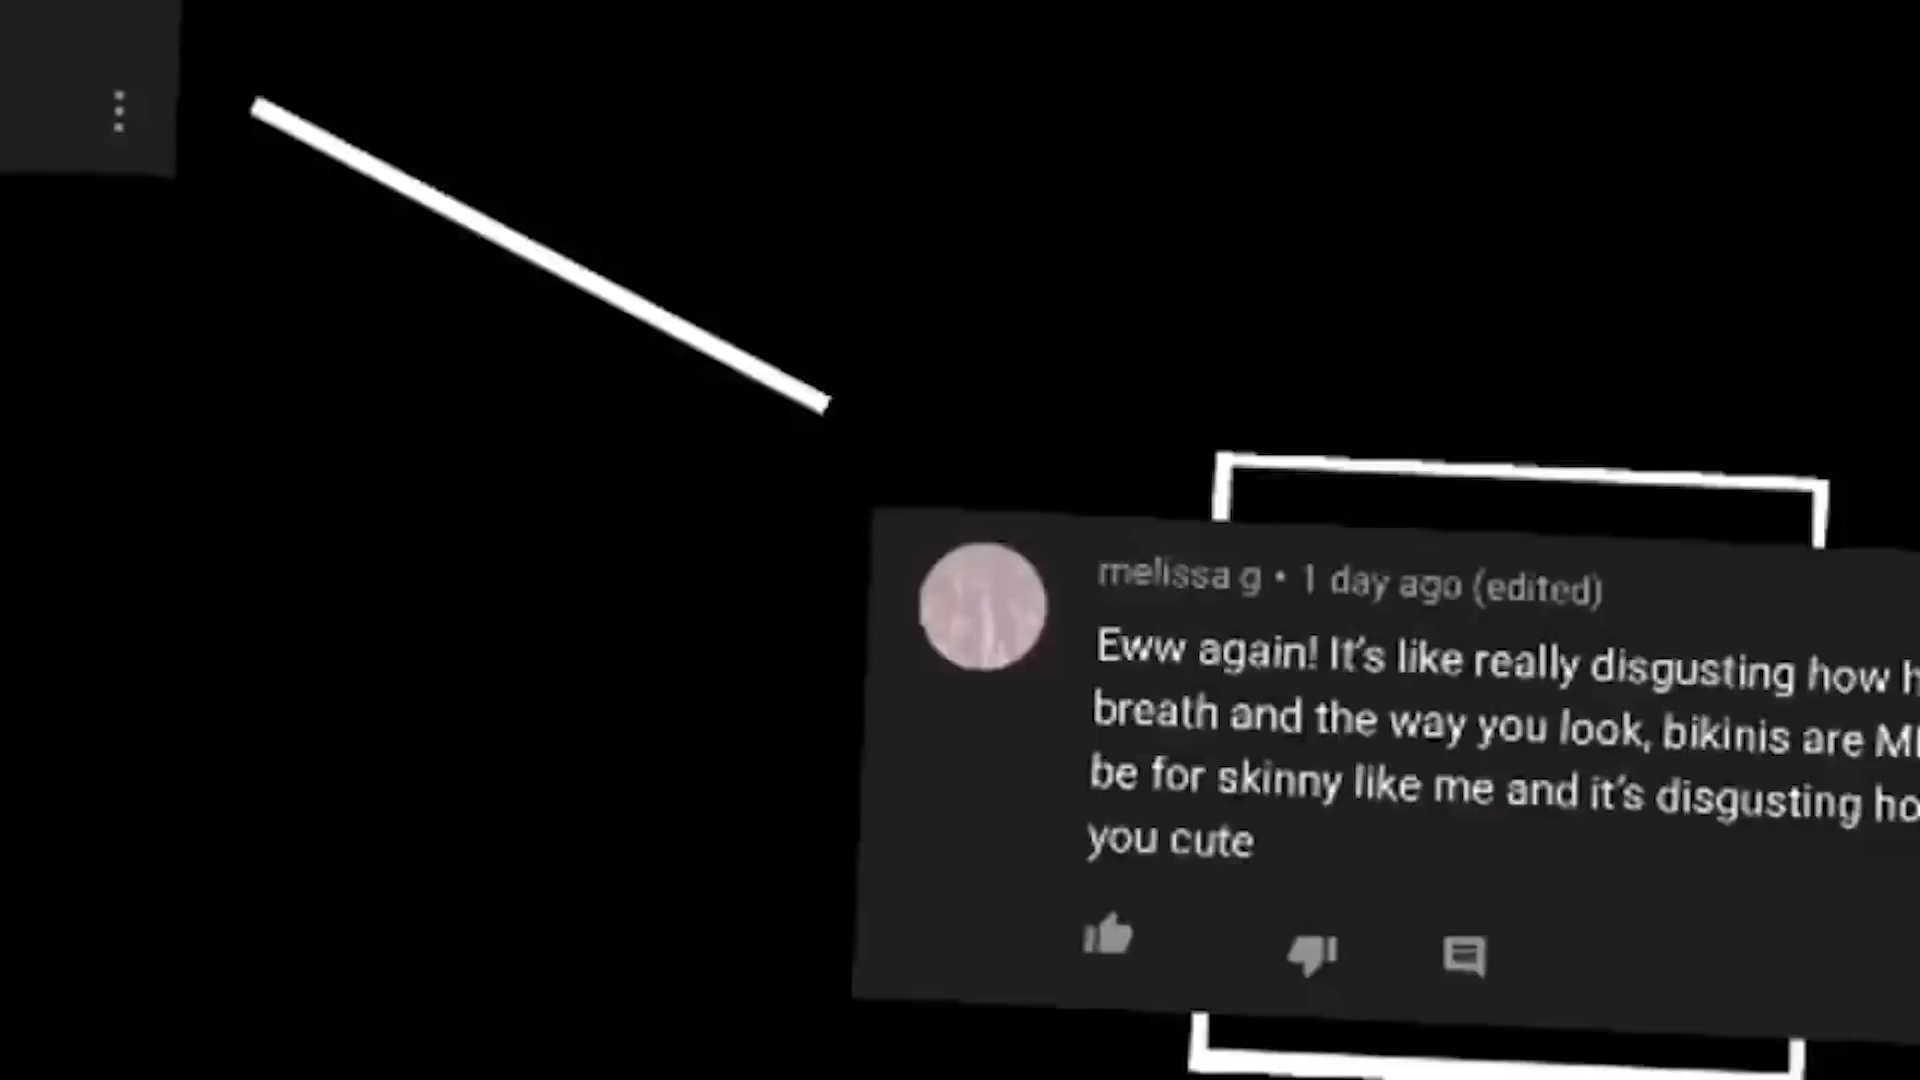 melissa g • 1 day ago (edited)
Eww again! It's like really disgusting how
breath and the way you look, bikinis are
be for skinny like me and it's disgusting
you cute